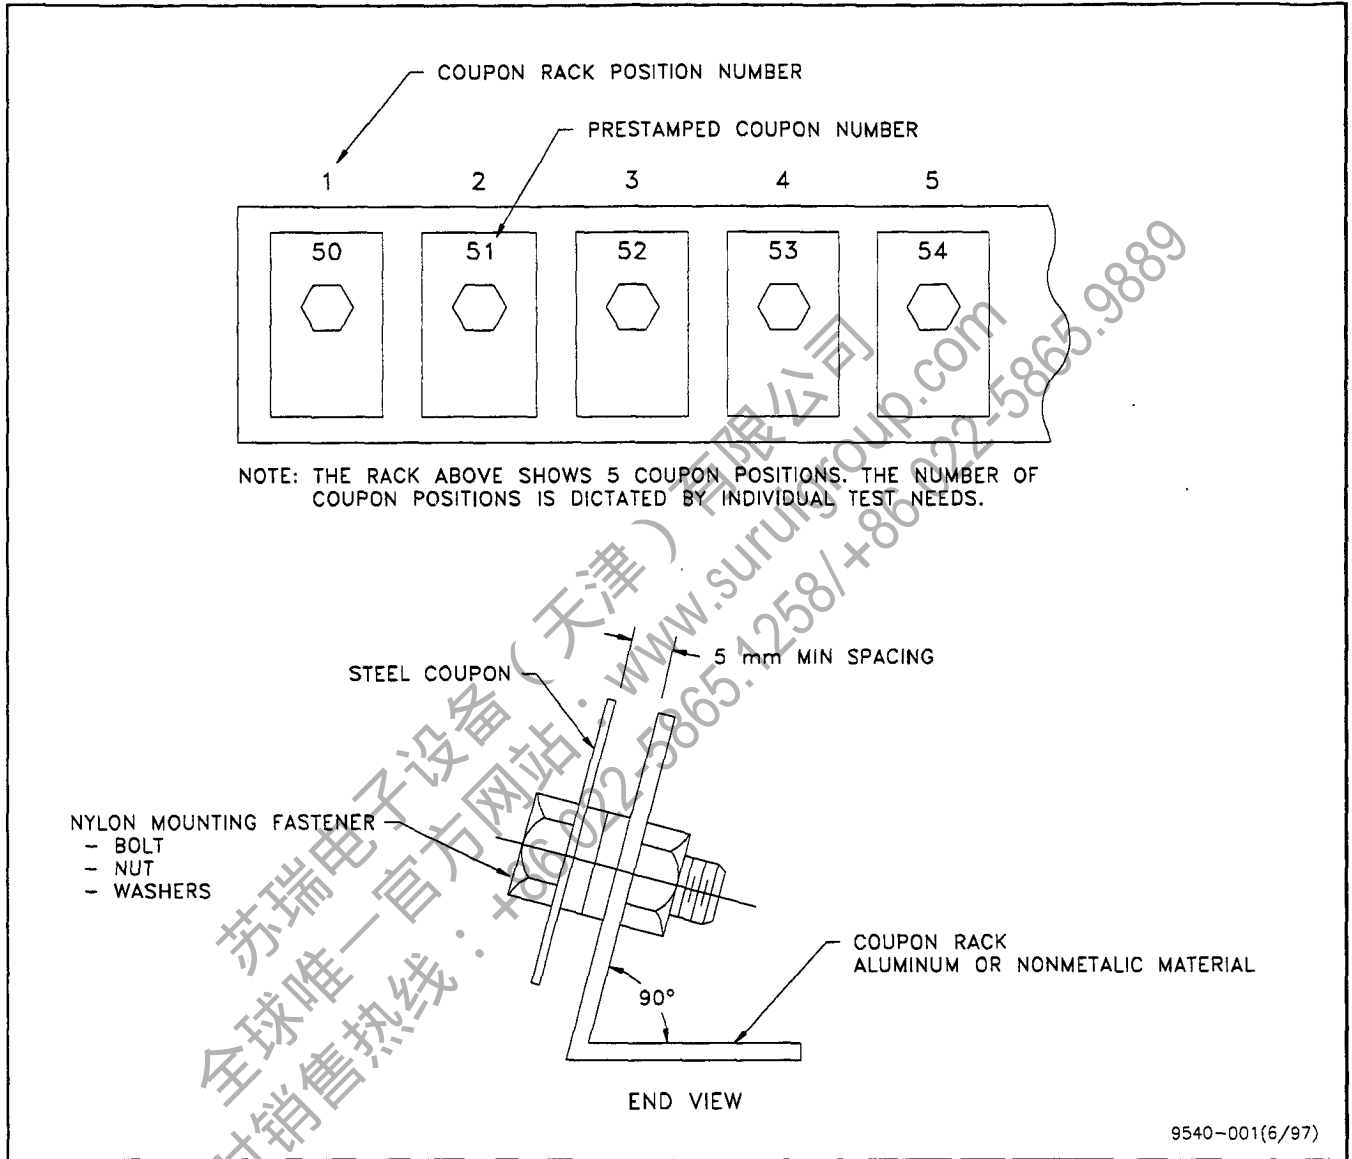 COUPON RACK POSITION NUMBER
PRESTAMPED COUPON NUMBER
1 2 3 4 5
50 51 52 53 54
NOTE: THE RACK ABOVE SHOWS 5 COUPON POSITIONS. THE NUMBER OF
COUPON POSITIONS IS DICTATED BY INDIVIDUAL TEST NEEDS.
5 mm MIN SPACING
STEEL COUPON
NYLON MOUNTING FASTENER
- BOLT
- NUT
- WASHERS
COUPON RACK
ALUMINUM OR NONMETALIC MATERIAL
90°
END VIEW
9540-001(6/97)
苏瑞电子设备（天津）有限公司
全球唯一官方网站：www.suruigroup.com
销售热线：+86.022-5865.1258/+86.022-5865.9889